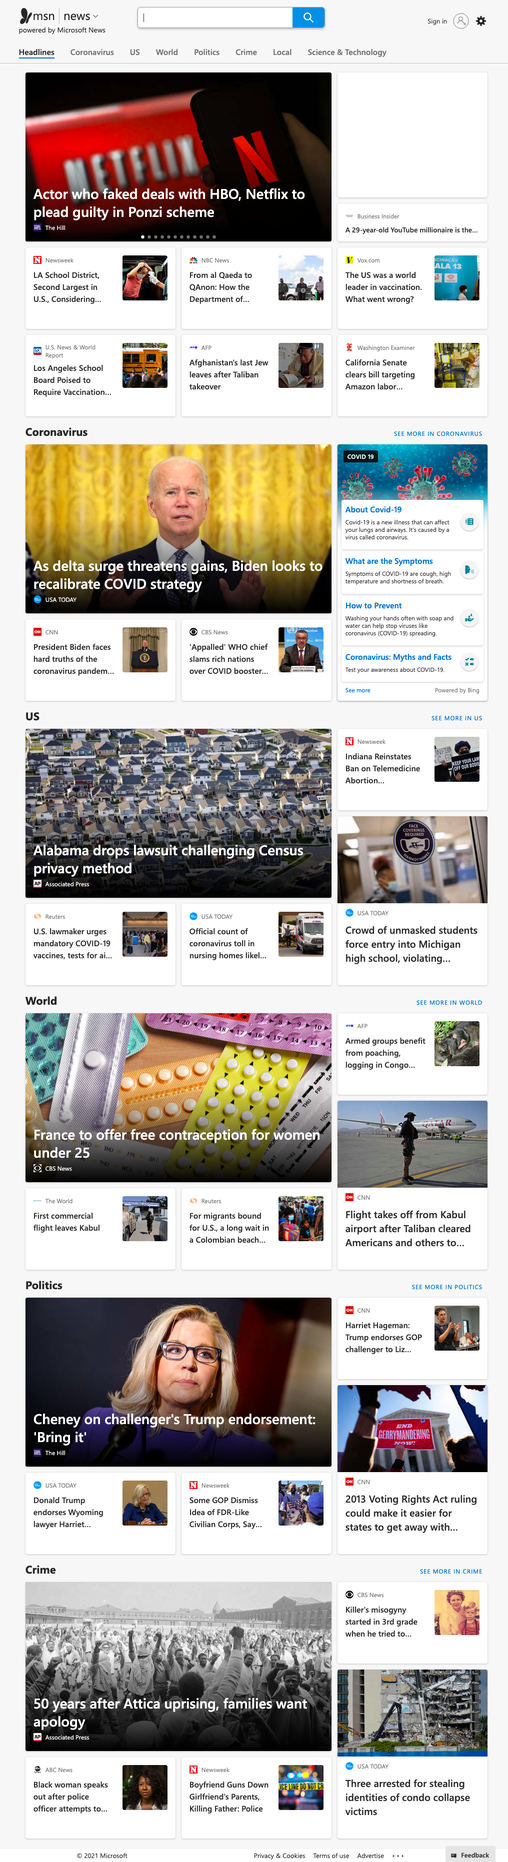 msn | news
powered by Microsoft News
Sign in
Headlines Coronavirus US World Politics Crime Local Science & Technology
NETFLIX
Actor who faked deals with HBO, Netflix to
plead guilty in Ponzi scheme
The Hill
Business Insider
A 29-year-old YouTube millionaire is the...
Newsweek
LA School District,
Second Largest in
U.S., Considering...
NBC News
From al Qaeda to
QAnon: How the
Department of...
Vox.com
The US was a world
leader in vaccination.
What went wrong?
U.S. News & World
Report
Los Angeles School
Board Poised to
Require Vaccination...
AFP
Afghanistan's last Jew
leaves after Taliban
takeover
Washington Examiner
California Senate
clears bill targeting
Amazon labor...
Coronavirus
SEE MORE IN CORONAVIRUS
As delta surge threatens gains, Biden looks to
recalibrate COVID strategy
USA TODAY
COVID 19
About Covid-19
Covid-19 is a new illness that can affect
your lungs and airways. It's caused by a
virus called coronavirus.
What are the Symptoms
Symptoms of COVID-19 are cough, high
temperature and shortness of breath.
How to Prevent
Washing your hands often with soap and
water can help stop viruses like
coronavirus (COVID-19) spreading.
Coronavirus: Myths and Facts
Test your awareness about COVID-19.
See more
Powered by Bing
CNN
President Biden faces
hard truths of the
coronavirus pandem...
CBS News
'Appalled' WHO chief
slams rich nations
over COVID booster...
US
SEE MORE IN US
Alabama drops lawsuit challenging Census
privacy method
Associated Press
Newsweek
Indiana Reinstates
Ban on Telemedicine
Abortion...
FACE
COVERINGS
REQUIRED
USA TODAY
Crowd of unmasked students
force entry into Michigan
high school, violating...
Reuters
U.S. lawmaker urges
mandatory COVID-19
vaccines, tests for ai...
USA TODAY
Official count of
coronavirus toll in
nursing homes likel...
World
SEE MORE IN WORLD
France to offer free contraception for women
under 25
CBS News
AFP
Armed groups benefit
from poaching,
logging in Congo...
CNN
Flight takes off from Kabul
airport after Taliban cleared
Americans and others to...
The World
First commercial
flight leaves Kabul
Reuters
For migrants bound
for U.S., a long wait in
a Colombian beach...
Politics
SEE MORE IN POLITICS
Cheney on challenger's Trump endorsement:
'Bring it'
The Hill
CNN
Harriet Hageman:
Trump endorses GOP
challenger to Liz...
END
GERRYMANDERING
NOW
CNN
2013 Voting Rights Act ruling
could make it easier for
states to get away with...
USA TODAY
Donald Trump
endorses Wyoming
lawyer Harriet...
Newsweek
Some GOP Dismiss
Idea of FDR-Like
Civilian Corps, Say...
Crime
SEE MORE IN CRIME
50 years after Attica uprising, families want
apology
Associated Press
CBS News
Killer's misogyny
started in 3rd grade
when he tried to...
USA TODAY
Three arrested for stealing
identities of condo collapse
victims
ABC News
Black woman speaks
out after police
officer attempts to...
Newsweek
Boyfriend Guns Down
Girlfriend's Parents,
Killing Father: Police
© 2021 Microsoft
Privacy & Cookies Terms of use Advertise ...
Feedback